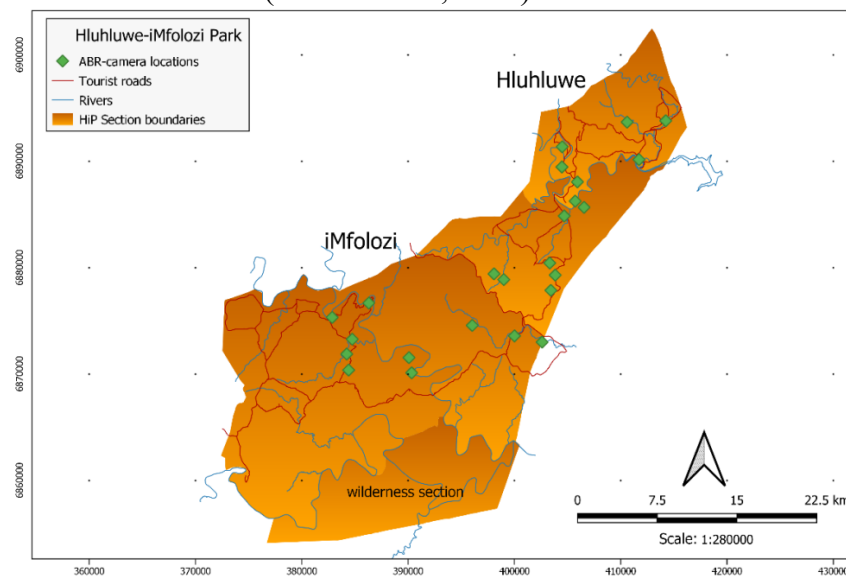 Hluhluwe-iMfolozi Park
ABR-camera locations
Tourist roads
Rivers
HiP Section boundaries
Hluhluwe
iMfolozi
wilderness section
6900000
6890000
6880000
6870000
6860000
0 7.5 15 22.5 km
Scale: 1:280000
360000 370000 380000 390000 400000 410000 420000 430000